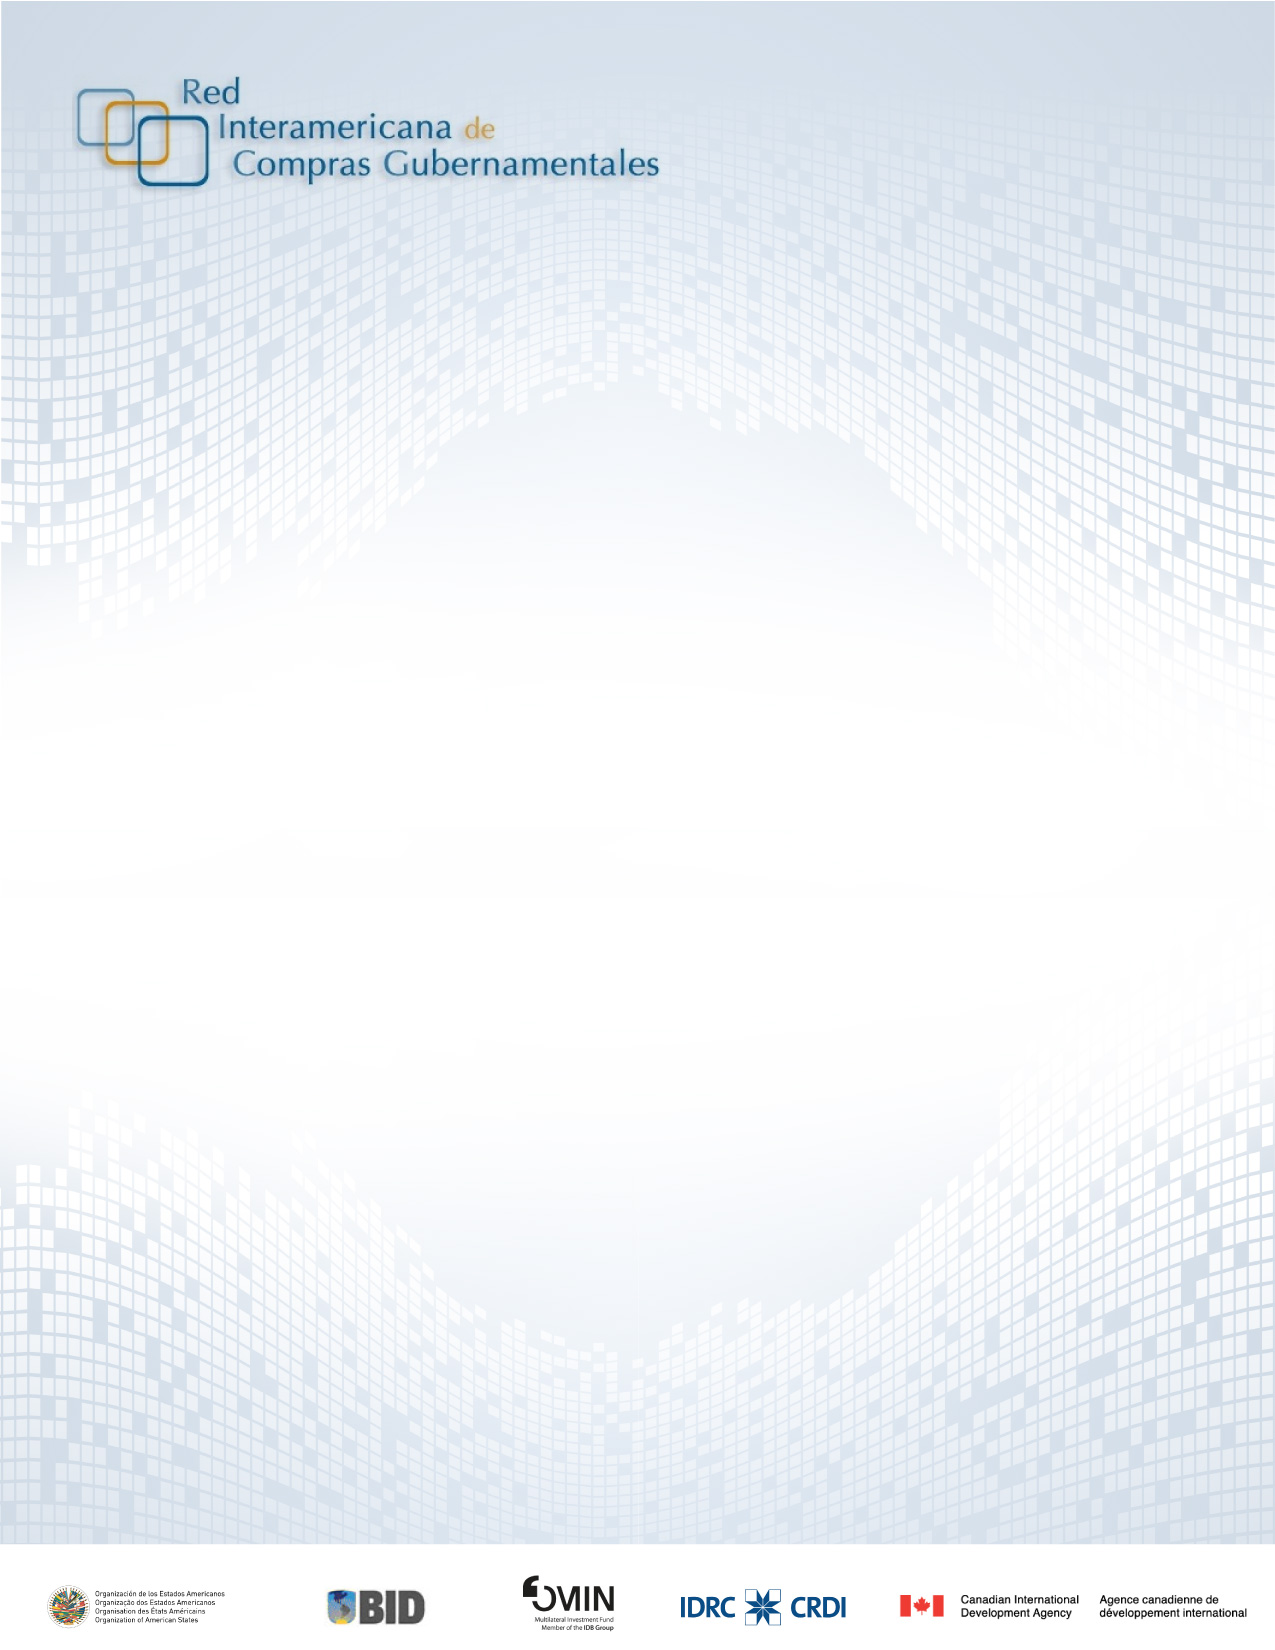 Red
Interamericana de
Compras Gubernamentales
Organización de los Estados Americanos
Organização dos Estados Americanos
Organisation des États Américains
Organization of American States
BID
FOMIN
Multilateral Investment Fund
Member of the IDB Group
IDRC CRDI
Canadian International
Development Agency
Agence canadienne de
développement international